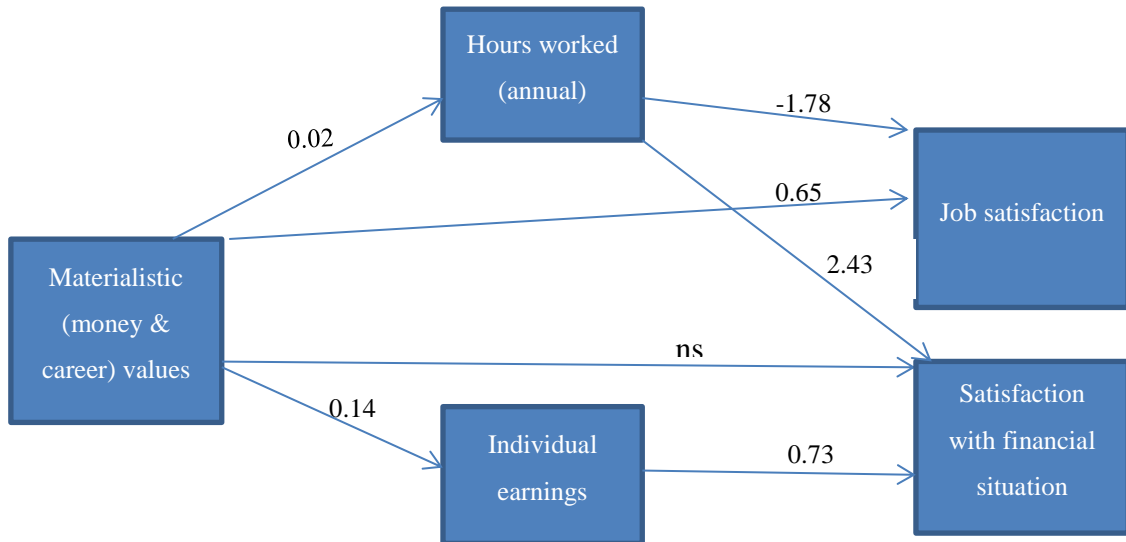 Hours worked
(annual)
-1.78
0.02
0.65
Job satisfaction
Materialistic
(money &
career) values
2.43
ns
0.14
Individual
earnings
0.73
Satisfaction
with financial
situation